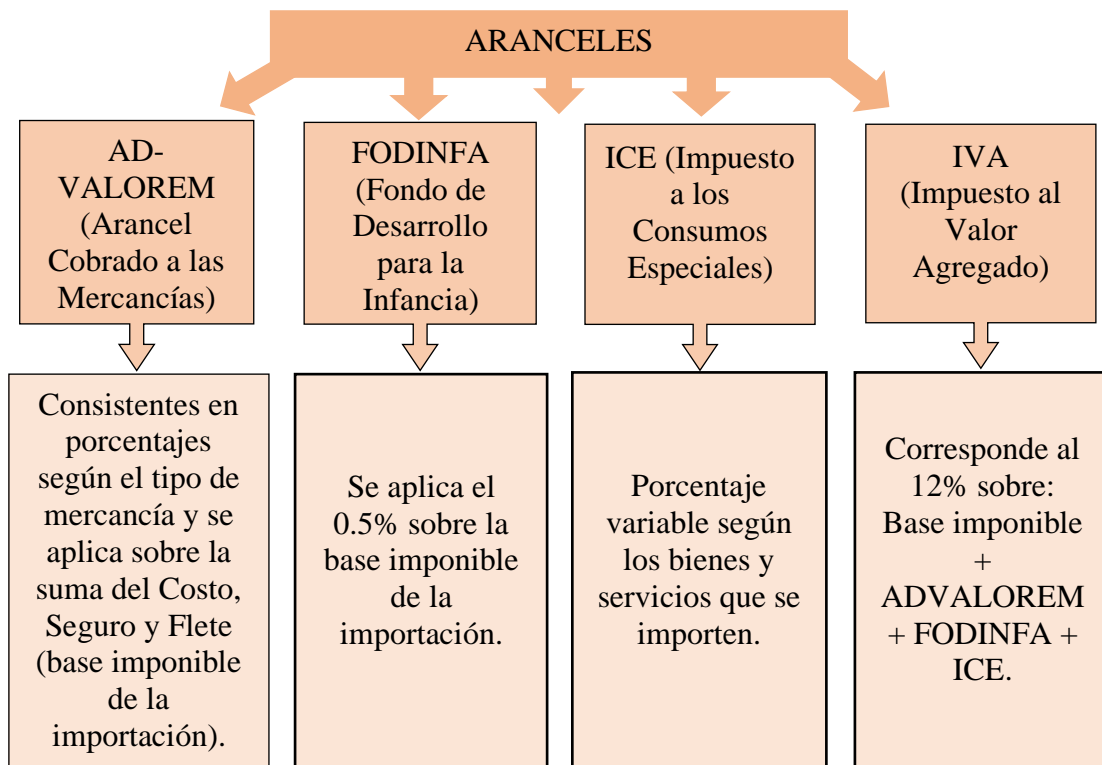 ARANCELES
AD-
VALOREM
(Arancel
Cobrado a las
Mercancías)
FODINFA
(Fondo de
Desarrollo
para la
Infancia)
ICE (Impuesto
a los
Consumos
Especiales)
IVA
(Impuesto al
Valor
Agregado)
Consistentes en
porcentajes
según el tipo de
mercancía y se
aplica sobre la
suma del Costo,
Seguro y Flete
(base imponible
de la
importación).
Se aplica el
0.5% sobre la
base imponible
de la
importación.
Porcentaje
variable según
los bienes y
servicios que se
importen.
Corresponde al
12% sobre:
Base imponible
+
ADVALOREM
+ FODINFA +
ICE.